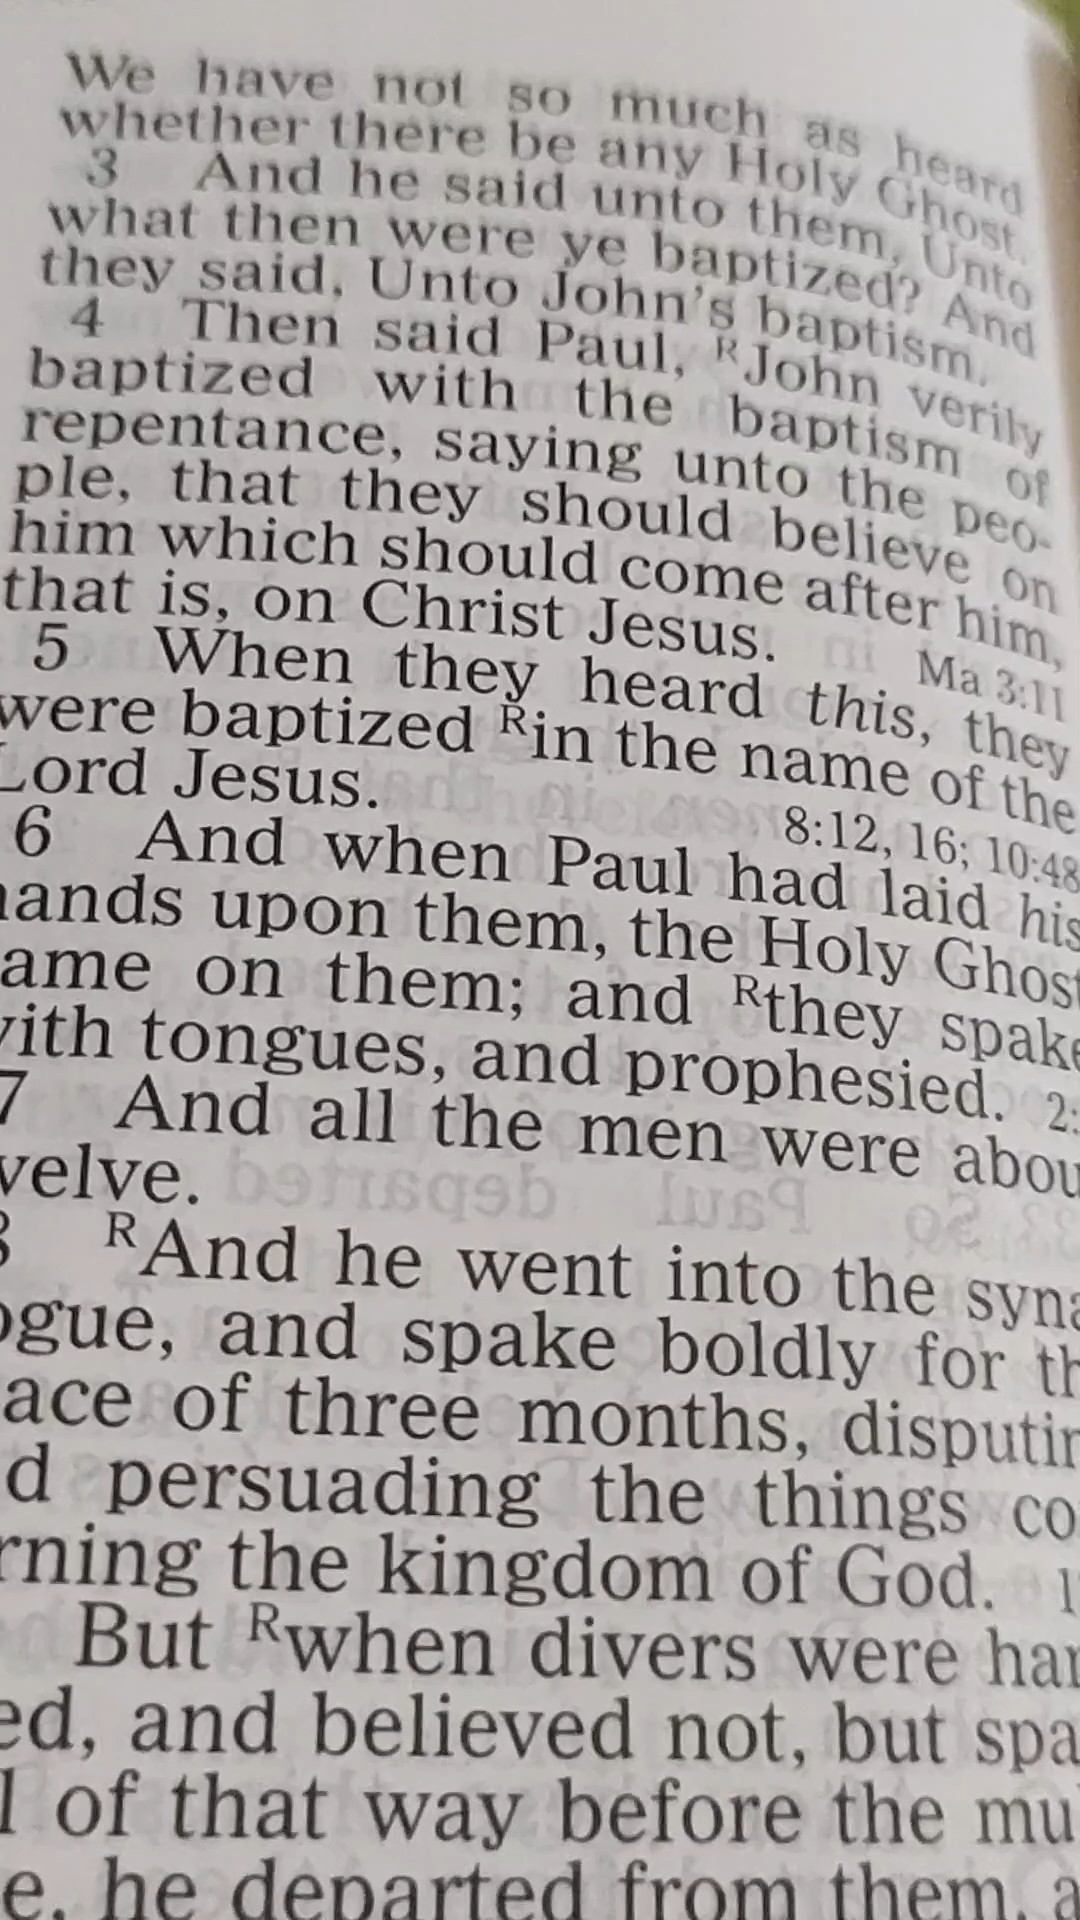 We have not so much as heard
whether there be any Holy Ghost.
3 And he said unto them, Unto
what then were ye baptized? And
they said, Unto John's baptism.
4 Then said Paul, ᴿJohn verily
baptized with the baptism of
repentance, saying unto the peo-
ple, that they should believe on
him which should come after him,
that is, on Christ Jesus. Ma 3:11
5 When they heard this, they
were baptized ᴿin the name of the
Lord Jesus.
8:12, 16; 10:48
6 And when Paul had laid his
ands upon them, the Holy Ghost
ame on them; and ᴿthey spake
ith tongues, and prophesied. 2:
7 And all the men were abou
velve.
ᴿAnd he went into the syna
ogue, and spake boldly for th
ace of three months, disputin
d persuading the things co
rning the kingdom of God. 1
But ᴿwhen divers were har
ed, and believed not, but spa
l of that way before the mu
e, he departed from them, a